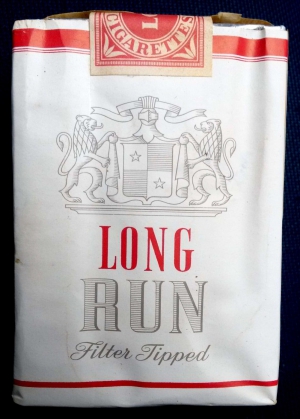 L
CIGARETTES
LONG
RUN
Filter Tipped